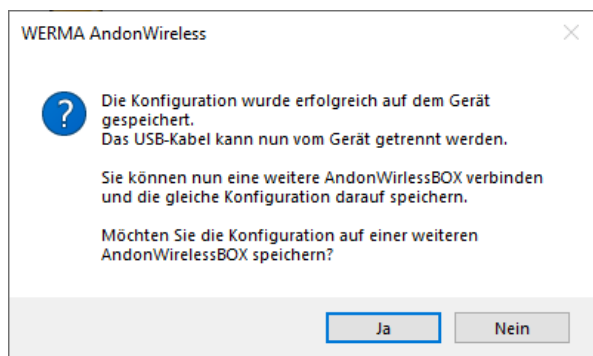 WERMA AndonWireless
Die Konfiguration wurde erfolgreich auf dem Gerät
gespeichert.
Das USB-Kabel kann nun vom Gerät getrennt werden.
Sie können nun eine weitere AndonWirlessBOX verbinden
und die gleiche Konfiguration darauf speichern.
Möchten Sie die Konfiguration auf einer weiteren
AndonWirelessBOX speichern?
Ja
Nein